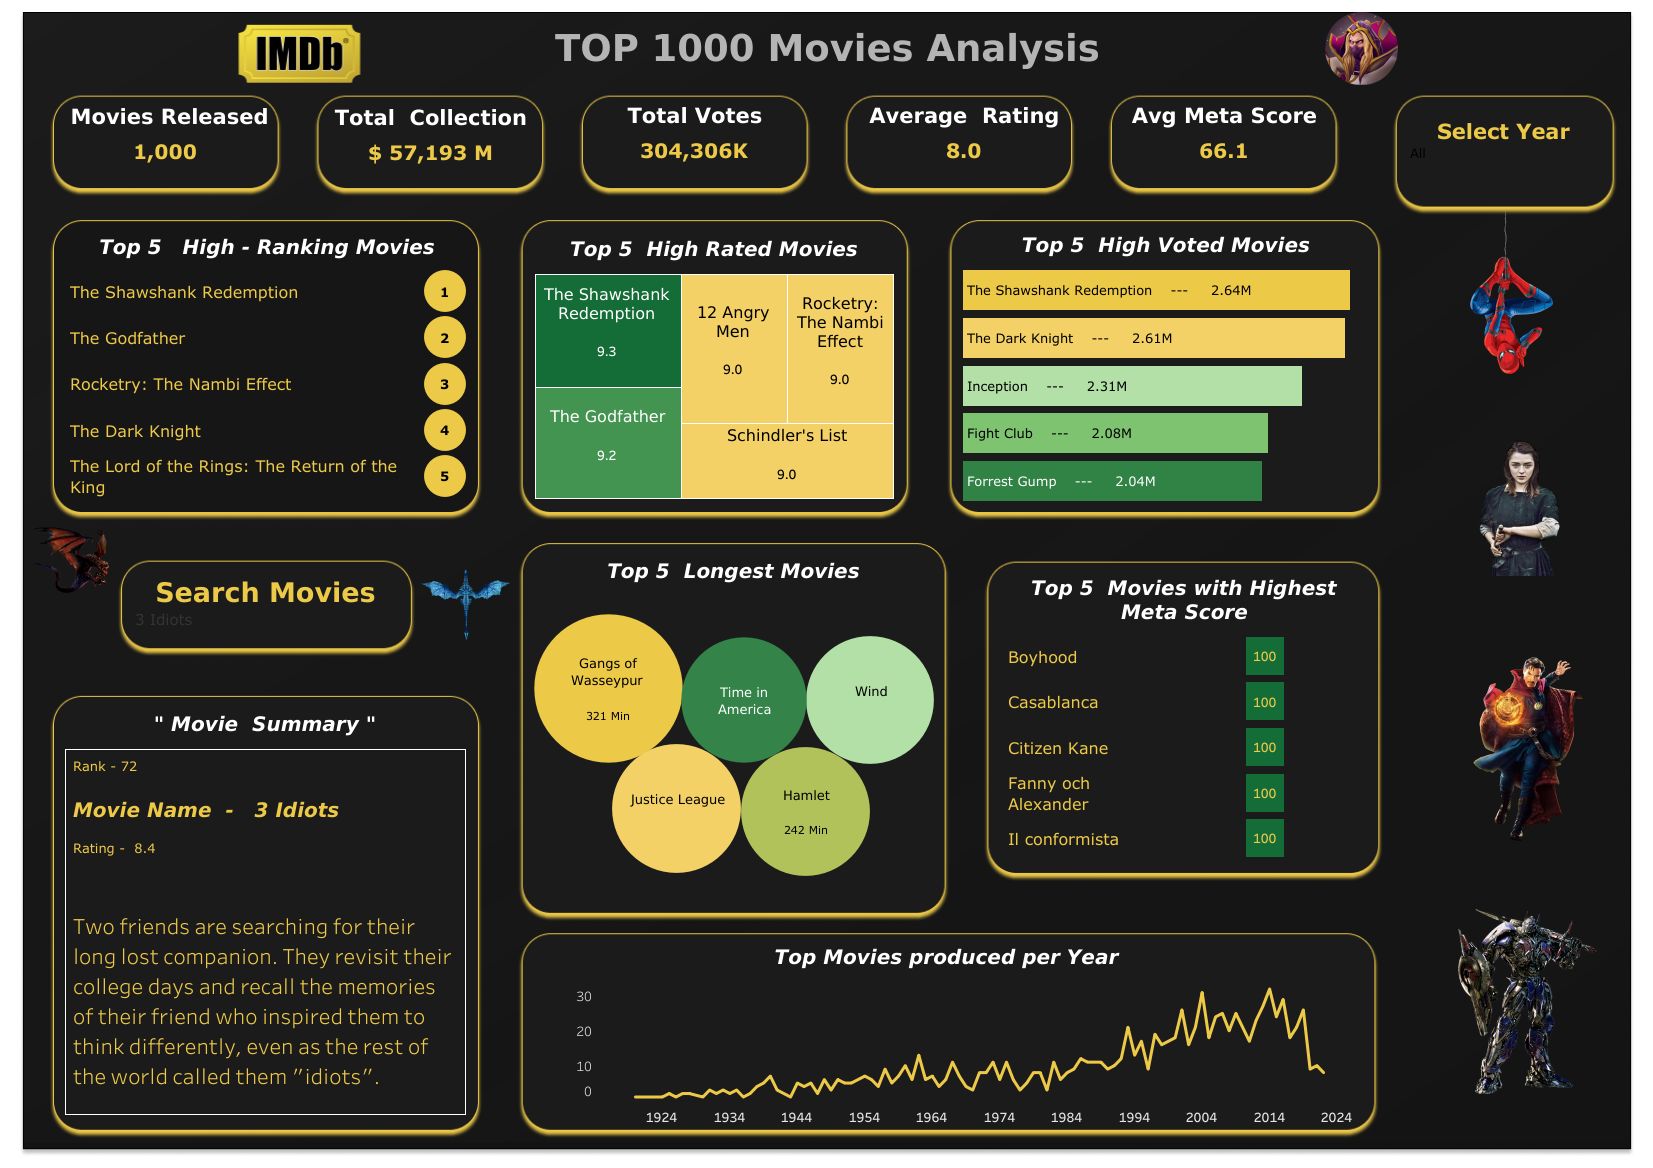 IMDb
TOP 1000 Movies Analysis
Movies Released
1,000
Total  Collection
$ 57,193 M
Total Votes
304,306K
Average  Rating
8.0
Avg Meta Score
66.1
Select Year
All
Top 5   High - Ranking Movies
The Shawshank Redemption
1
The Godfather
2
Rocketry: The Nambi Effect
3
The Dark Knight
4
The Lord of the Rings: The Return of the
King
5
Top 5  High Rated Movies
The Shawshank
Redemption
9.3
The Godfather
9.2
12 Angry
Men
9.0
Rocketry:
The Nambi
Effect
9.0
Schindler's List
9.0
Top 5  High Voted Movies
The Shawshank Redemption    ---    2.64M
The Dark Knight    ---    2.61M
Inception    ---    2.31M
Fight Club    ---    2.08M
Forrest Gump    ---    2.04M
Search Movies
3 Idiots
" Movie  Summary "
Rank - 72
Movie Name  -   3 Idiots
Rating -  8.4
Two friends are searching for their
long lost companion. They revisit their
college days and recall the memories
of their friend who inspired them to
think differently, even as the rest of
the world called them "idiots".
Top 5  Longest Movies
Gangs of
Wasseypur
321 Min
Time in
America
Wind
Justice League
Hamlet
242 Min
Top 5  Movies with Highest
Meta Score
Boyhood
100
Casablanca
100
Citizen Kane
100
Fanny och
Alexander
100
Il conformista
100
Top Movies produced per Year
30
20
10
0
1924
1934
1944
1954
1964
1974
1984
1994
2004
2014
2024